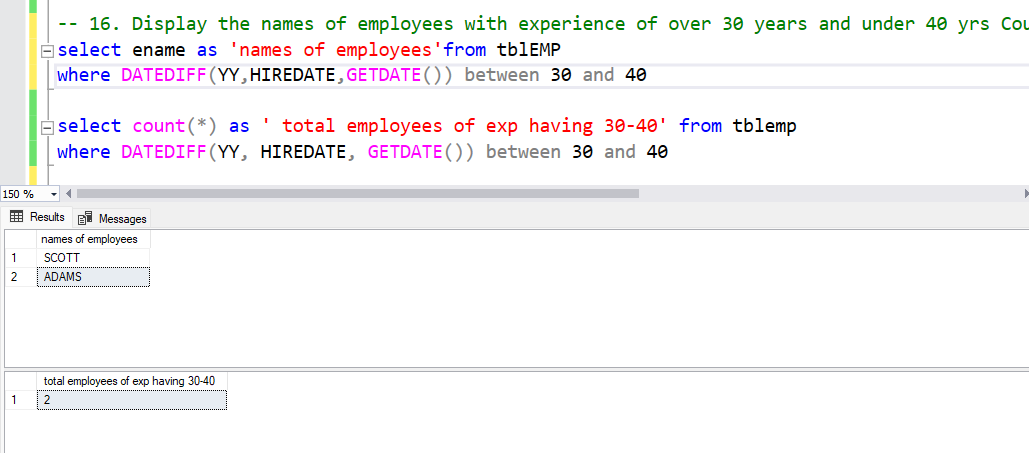 -- 16. Display the names of employees with experience of over 30 years and under 40 yrs Cou
select ename as 'names of employees'from tblEMP
where DATEDIFF(YY,HIREDATE,GETDATE()) between 30 and 40
select count(*) as ' total employees of exp having 30-40' from tblemp
where DATEDIFF(YY, HIREDATE, GETDATE()) between 30 and 40
150 %
Results Messages
names of employees
1 SCOTT
2 ADAMS
total employees of exp having 30-40
1 2